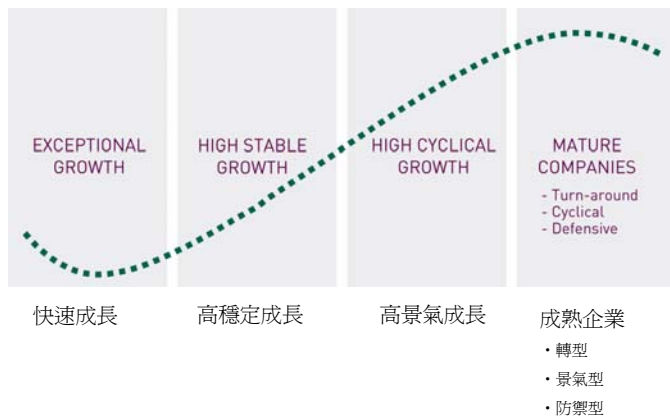 EXCEPTIONAL
GROWTH
HIGH STABLE
GROWTH
HIGH CYCLICAL
GROWTH
MATURE
COMPANIES
- Turn-around
- Cyclical
- Defensive
快速成長
高穩定成長
高景氣成長
成熟企業
・轉型
・景氣型
・防禦型